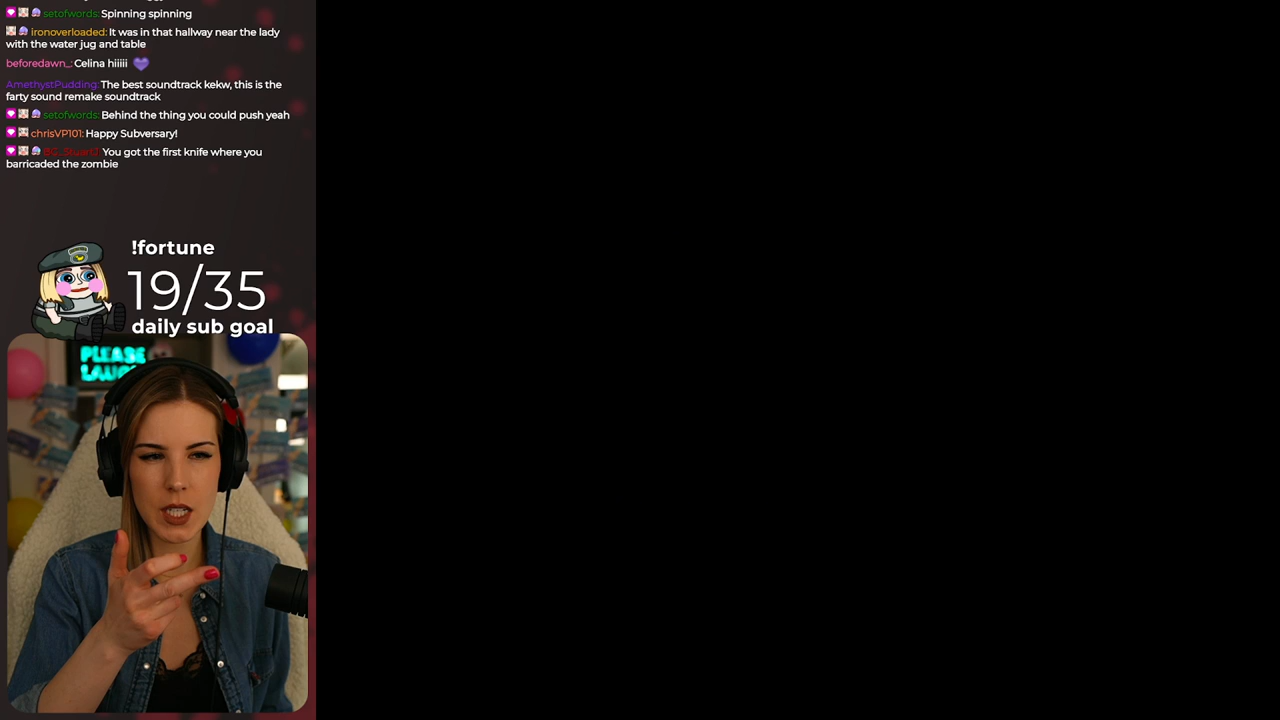 setofwords: Spinning spinning
ironoverloaded: It was in that hallway near the lady
with the water jug and table
beforedawn_: Celina hiiiii
AmethystPudding: The best soundtrack kekw, this is the
farty sound remake soundtrack
setofwords: Behind the thing you could push yeah
chrisVP101: Happy Subversary!
You got the first knife where you
barricaded the zombie
!fortune
19/35
daily sub goal
PLEASE